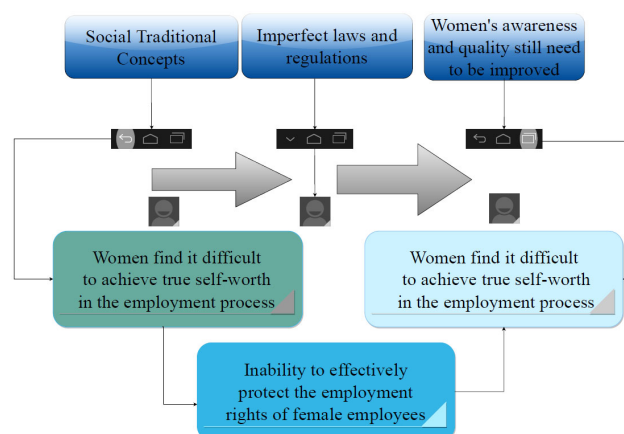 Social Traditional
Concepts
Imperfect laws and
regulations
Women's awareness
and quality still need
to be improved
Women find it difficult
to achieve true self-worth
in the employment process
Women find it difficult
to achieve true self-worth
in the employment process
Inability to effectively
protect the employment
rights of female employees